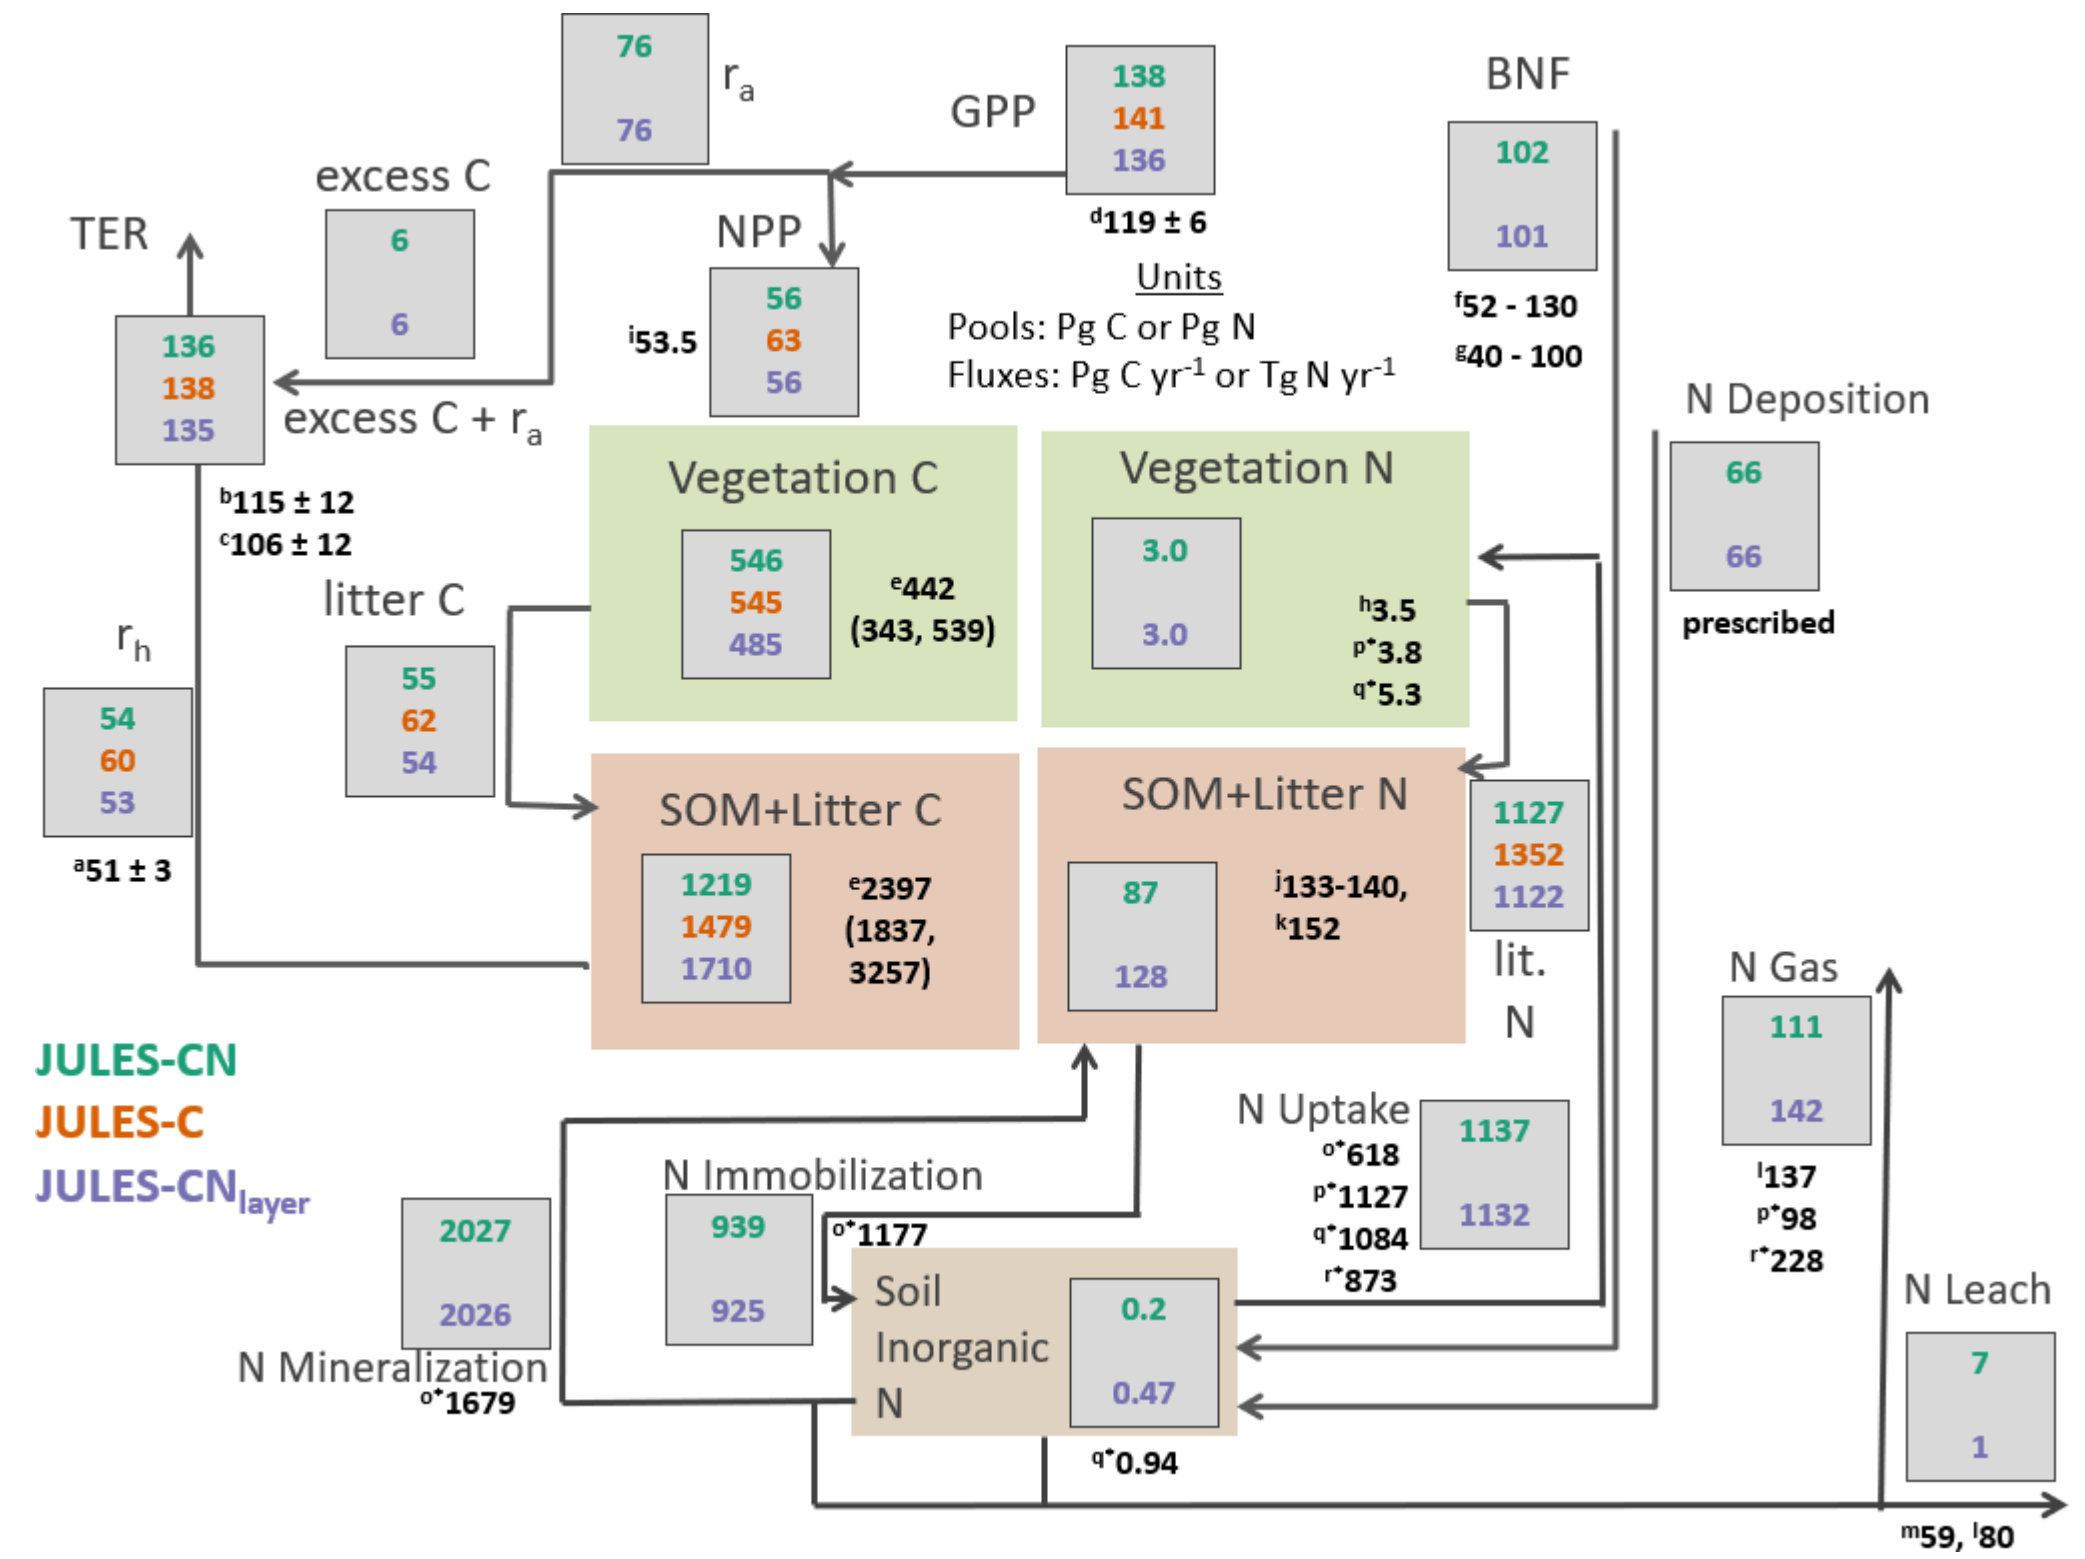 76
76
r_a
GPP
138
141
136
^d119 ± 6
BNF
102
101
^f52 - 130
^g40 - 100
excess C
6
6
TER
136
138
135
excess C + r_a
^b115 ± 12
^c106 ± 12
NPP
^i53.5
56
63
56
Units
Pools: Pg C or Pg N
Fluxes: Pg C yr⁻¹ or Tg N yr⁻¹
N Deposition
66
66
prescribed
Vegetation C
546
545
485
^e442
(343, 539)
Vegetation N
3.0
3.0
^h3.5
^p*3.8
^q*5.3
litter C
55
62
54
r_h
54
60
53
^a51 ± 3
SOM+Litter C
1219
1479
1710
^e2397
(1837,
3257)
SOM+Litter N
87
128
^j133-140,
^k152
1127
1352
1122
lit.
N
N Gas
111
142
^l137
^p*98
^r*228
JULES-CN
JULES-C
JULES-CN_layer
N Uptake
^o*618
^p*1127
^q*1084
^r*873
1137
1132
N Immobilization
939
925
^o*1177
2027
2026
N Mineralization
^o*1679
Soil
Inorganic
N
0.2
0.47
^q*0.94
N Leach
7
1
^m59, ^l80